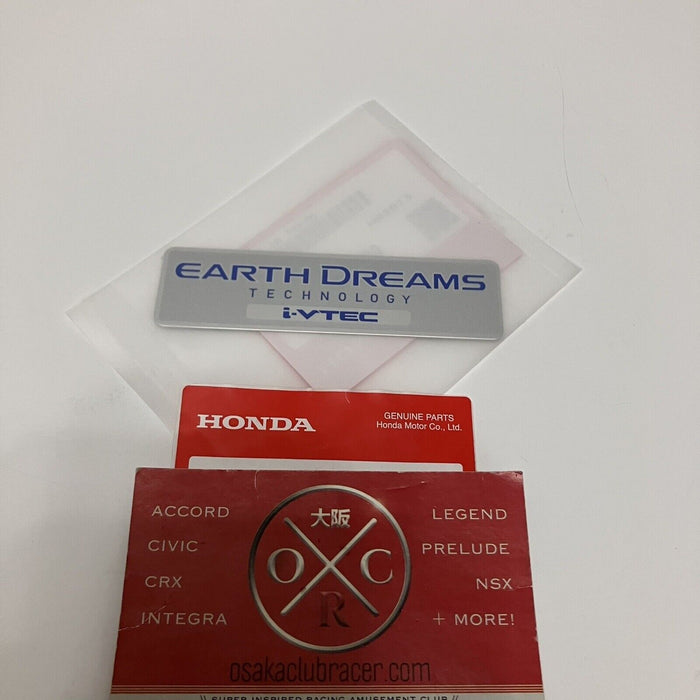 EARTH DREAMS
TECHNOLOGY
i-VTEC
HONDA
GENUINE PARTS
Honda Motor Co., Ltd.
ACCORD
CIVIC
CRX
INTEGRA
大阪
O C
R
LEGEND
PRELUDE
NSX
+ MORE!
osakaclubracer.com
\\ SUPER INSPIRED RACING AMUSEMENT CLUB //